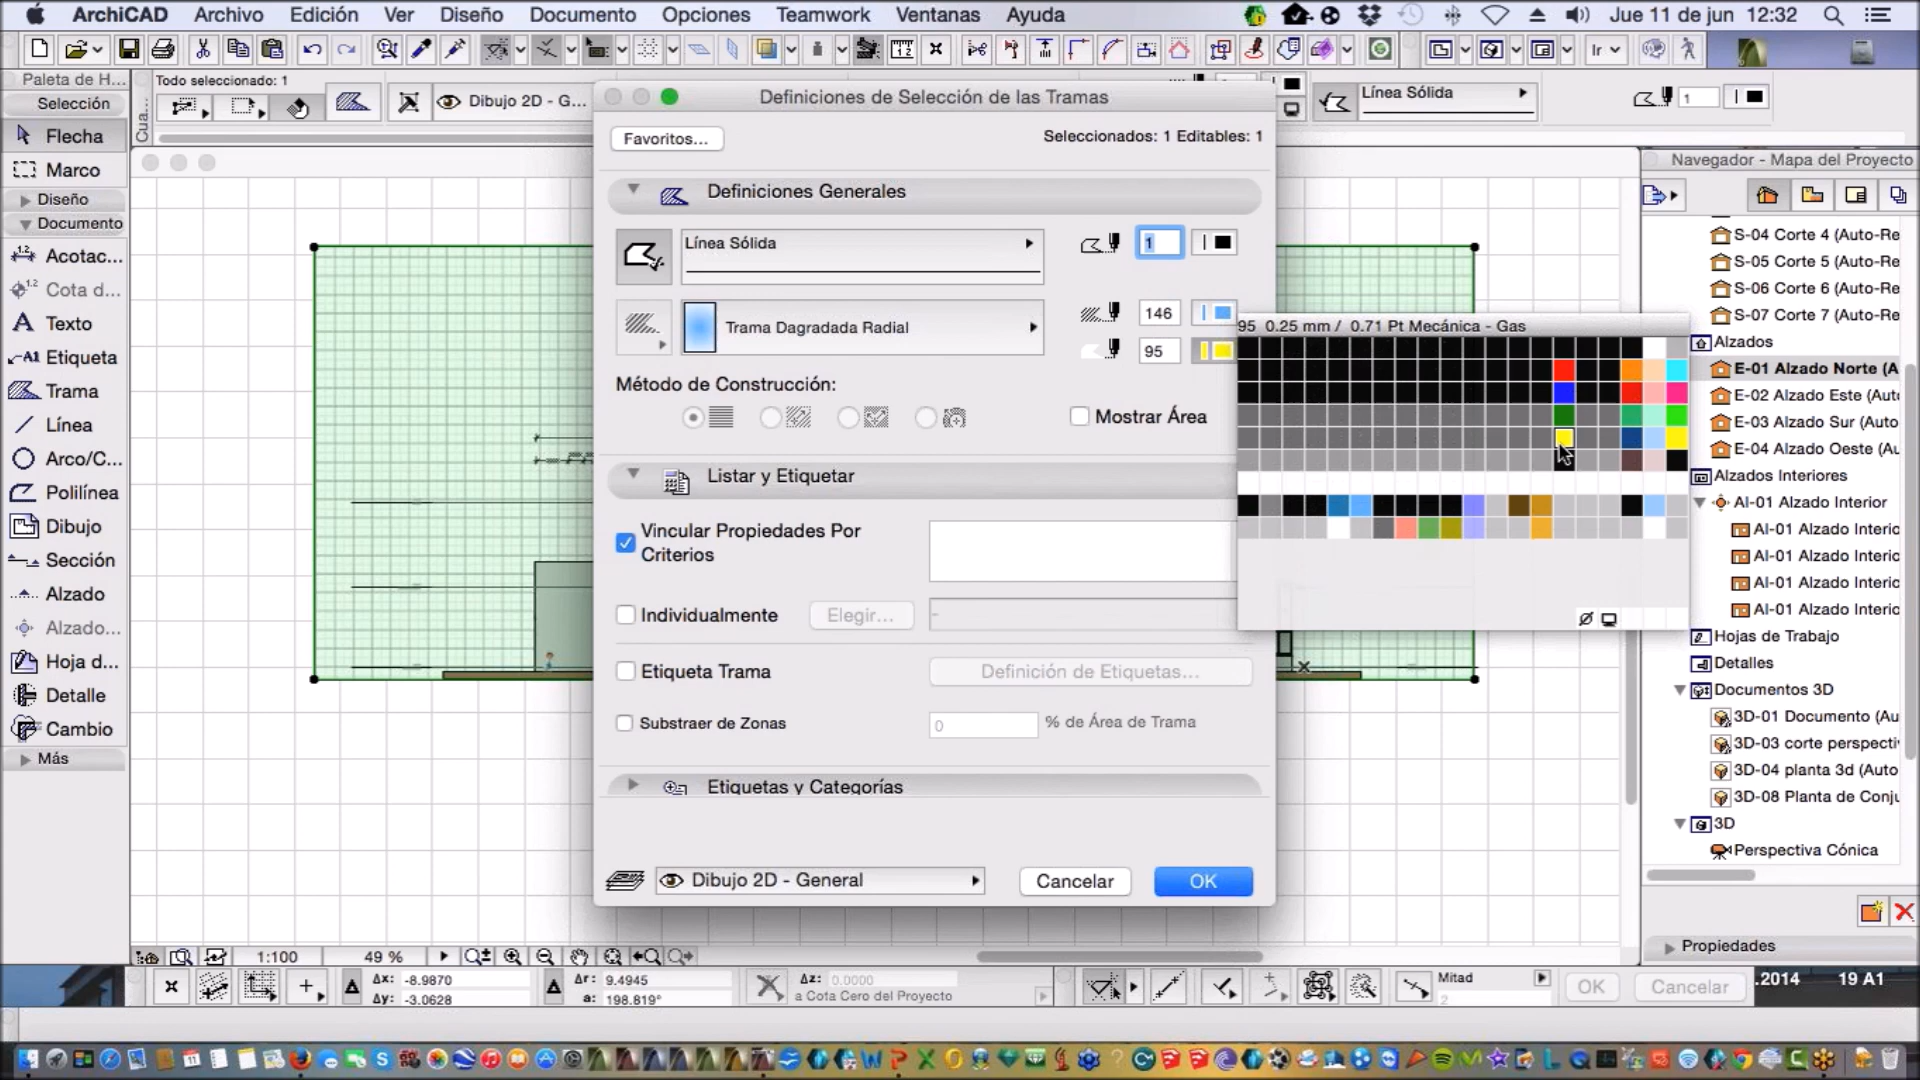 ArchiCAD Archivo Edición Ver Diseño Documento Opciones Teamwork Ventanas Ayuda Jue 11 de jun 12:32
Ir
Paleta de H...
Selección
Flecha
Marco
Diseño
Documento
Acotac...
Cota d...
Texto
Etiqueta
Trama
Línea
Arco/C...
Polilínea
Dibujo
Sección
Alzado
Alzado...
Hoja d...
Detalle
Cambio
Más
Cua...
Todo seleccionado: 1
Dibujo 2D - G...
Línea Sólida
1
Definiciones de Selección de las Tramas
Favoritos...
Seleccionados: 1 Editables: 1
Definiciones Generales
Línea Sólida
1
Trama Dagradada Radial
146
95
Método de Construcción:
Mostrar Área
Listar y Etiquetar
Vincular Propiedades Por
Criterios
Individualmente
Elegir...
-
Etiqueta Trama
Definición de Etiquetas...
Substraer de Zonas
0
% de Área de Trama
Etiquetas y Categorías
Dibujo 2D - General
Cancelar
OK
95 0.25 mm / 0.71 Pt Mecánica - Gas
Navegador - Mapa del Proyecto
S-04 Corte 4 (Auto-Re
S-05 Corte 5 (Auto-Re
S-06 Corte 6 (Auto-Re
S-07 Corte 7 (Auto-Re
Alzados
E-01 Alzado Norte (A
E-02 Alzado Este (Aut
E-03 Alzado Sur (Auto
E-04 Alzado Oeste (Au
Alzados Interiores
AI-01 Alzado Interior
AI-01 Alzado Interic
AI-01 Alzado Interic
AI-01 Alzado Interic
AI-01 Alzado Interic
Hojas de Trabajo
Detalles
Documentos 3D
3D-01 Documento (Au
3D-03 corte perspecti
3D-04 planta 3d (Auto
3D-08 Planta de Conju
3D
Perspectiva Cónica
Propiedades
1:100
49 %
Δx: -8.9870
Δy: -3.0628
Δr: 9.4945
a: 198.819°
Δz: 0.0000
a Cota Cero del Proyecto
Mitad
2
OK
Cancelar
.2014
19 A1